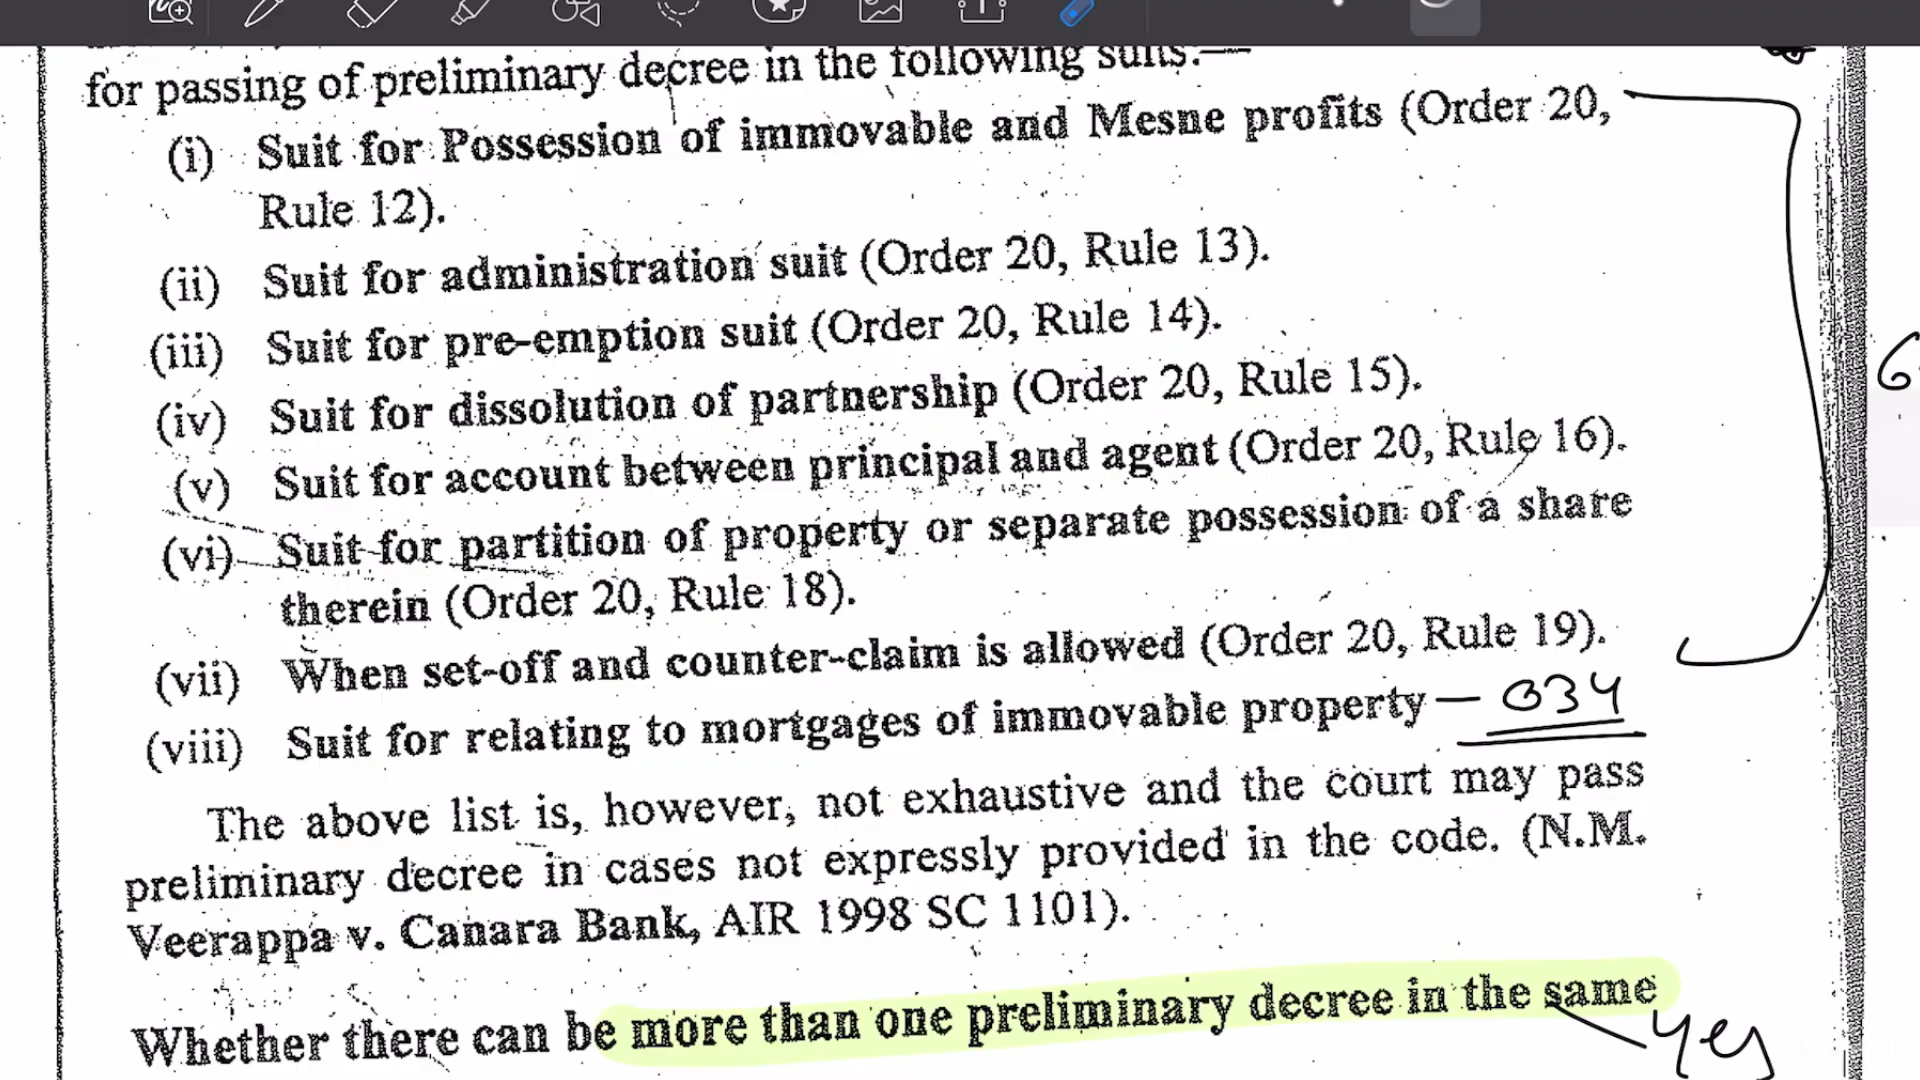 for passing of preliminary decree in the following suits:—
(i) Suit for Possession of immovable and Mesne profits (Order 20,
Rule 12).
(ii) Suit for administration suit (Order 20, Rule 13).
(iii) Suit for pre-emption suit (Order 20, Rule 14).
(iv) Suit for dissolution of partnership (Order 20, Rule 15).
(v) Suit for account between principal and agent (Order 20, Rule 16).
(vi) Suit for partition of property or separate possession of a share
therein (Order 20, Rule 18).
(vii) When set-off and counter-claim is allowed (Order 20, Rule 19).
(viii) Suit for relating to mortgages of immovable property — O34
The above list is, however, not exhaustive and the court may pass
preliminary decree in cases not expressly provided in the code. (N.M.
Veerappa v. Canara Bank, AIR 1998 SC 1101).
Whether there can be more than one preliminary decree in the same
Yes